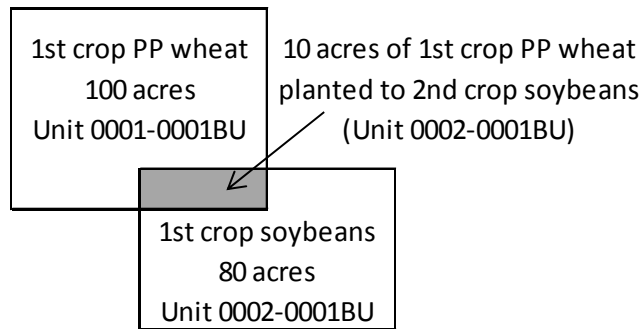 1st crop PP wheat
100 acres
Unit 0001-0001BU
10 acres of 1st crop PP wheat
planted to 2nd crop soybeans
(Unit 0002-0001BU)
1st crop soybeans
80 acres
Unit 0002-0001BU